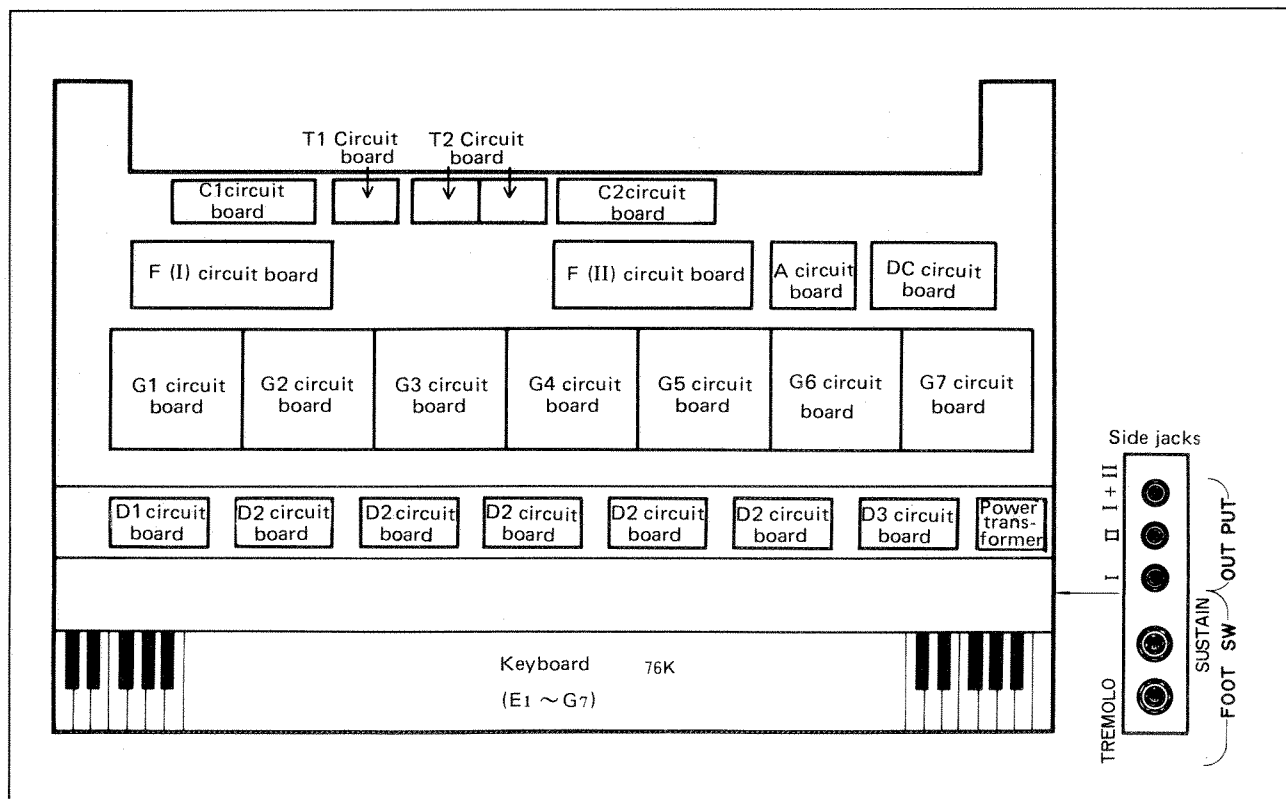 T1 Circuit
board
T2 Circuit
board
C1circuit
board
C2circuit
board
F (I) circuit board
F (II) circuit board
A circuit
board
DC circuit
board
G1 circuit
board
G2 circuit
board
G3 circuit
board
G4 circuit
board
G5 circuit
board
G6 circuit
board
G7 circuit
board
D1 circuit
board
D2 circuit
board
D2 circuit
board
D2 circuit
board
D2 circuit
board
D2 circuit
board
D3 circuit
board
Power
trans-
former
Keyboard 76K
(E1 ～ G7)
Side jacks
I + II
II
I
OUT PUT
SUSTAIN
TREMOLO
FOOT SW